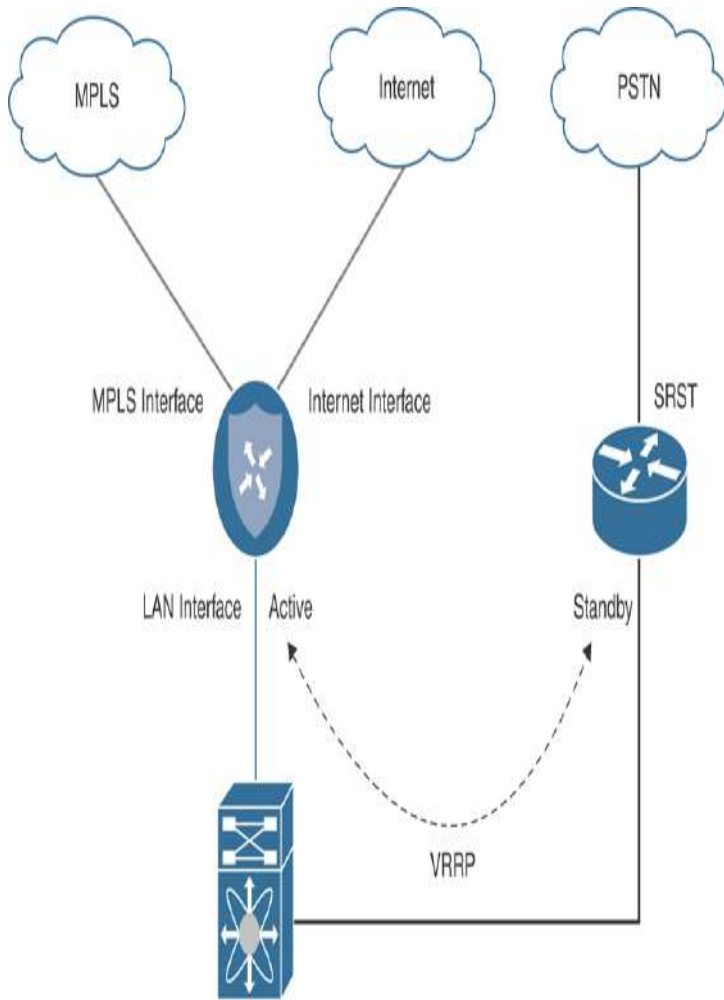 MPLS
Internet
PSTN
MPLS Interface
Internet Interface
SRST
LAN Interface
Active
Standby
VRRP